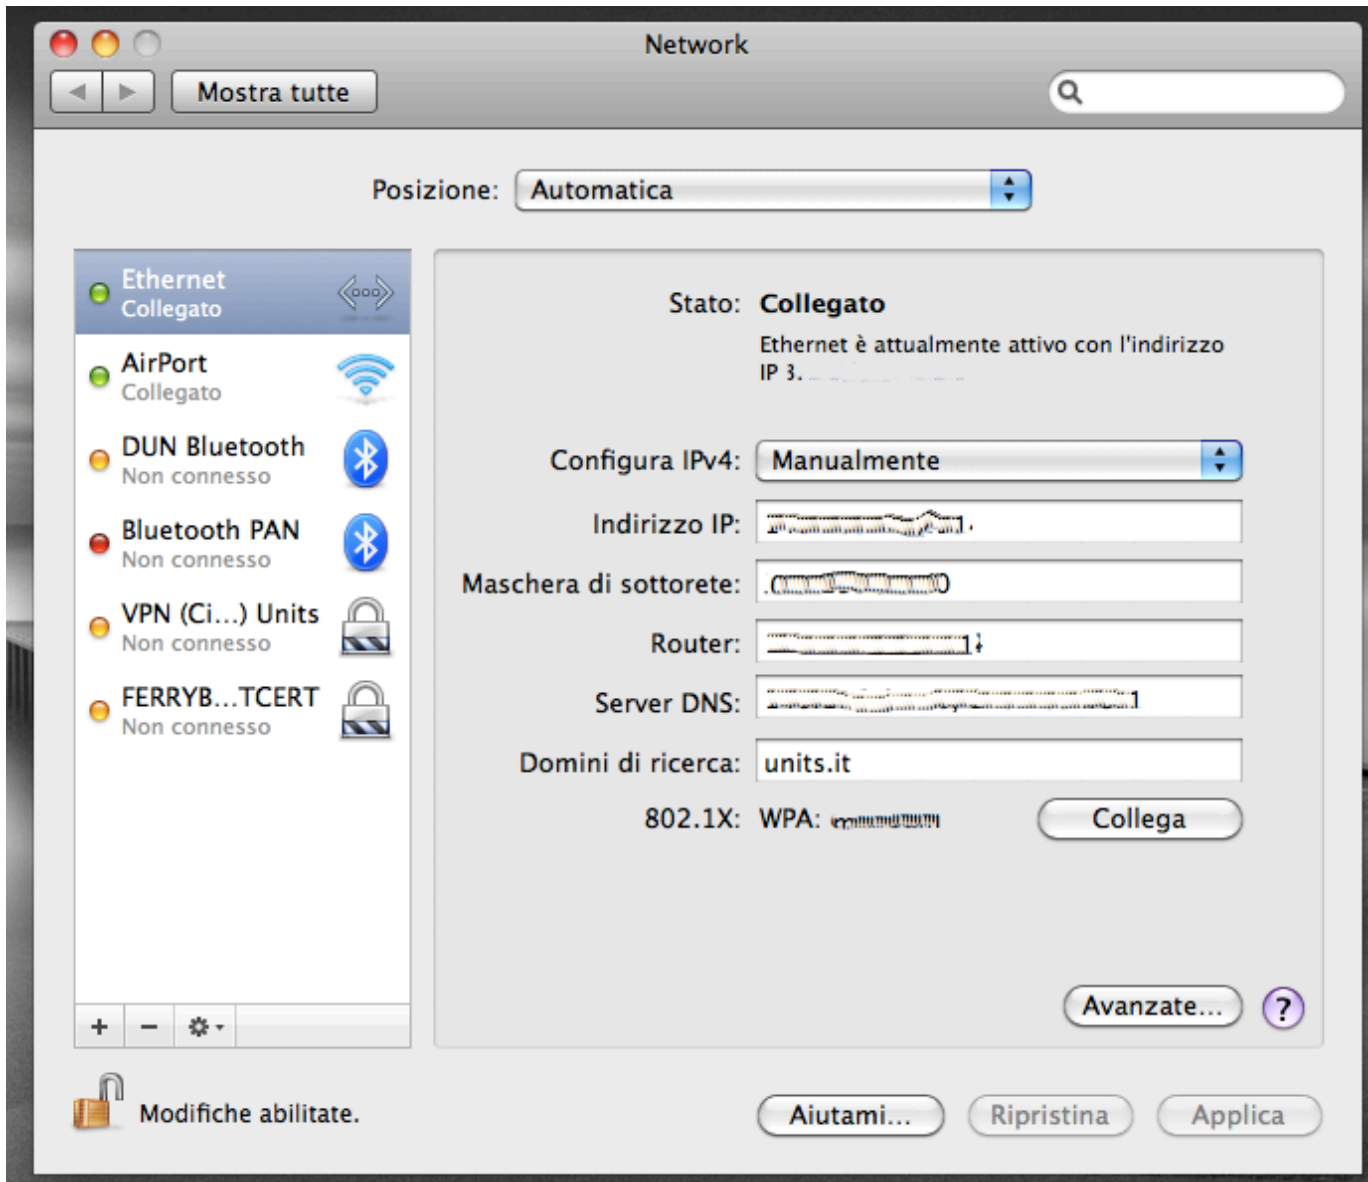 Network
Mostra tutte
Posizione: Automatica
Ethernet
Collegato
AirPort
Collegato
DUN Bluetooth
Non connesso
Bluetooth PAN
Non connesso
VPN (Ci...) Units
Non connesso
FERRYB...TCERT
Non connesso
Stato: Collegato
Ethernet è attualmente attivo con l'indirizzo
IP
Configura IPv4: Manualmente
Indirizzo IP:
Maschera di sottorete:
Router:
Server DNS:
Domini di ricerca: units.it
802.1X: WPA: Collega
Avanzate... ?
Modifiche abilitate.
Aiutami... Ripristina Applica